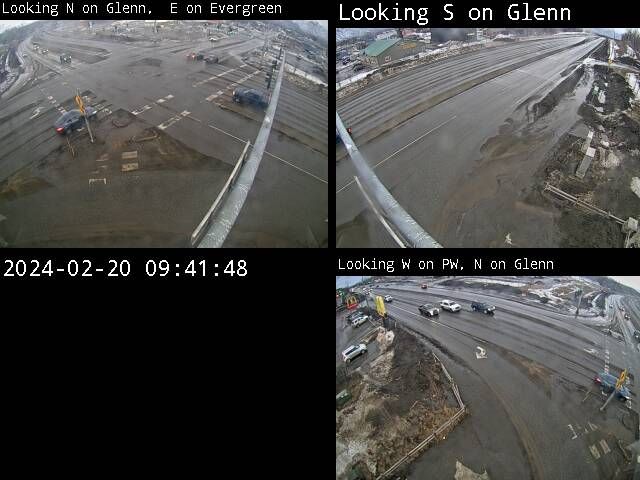 Looking N on Glenn,  E on Evergreen
Looking S on Glenn
2024-02-20 09:41:48
Looking W on PW, N on Glenn